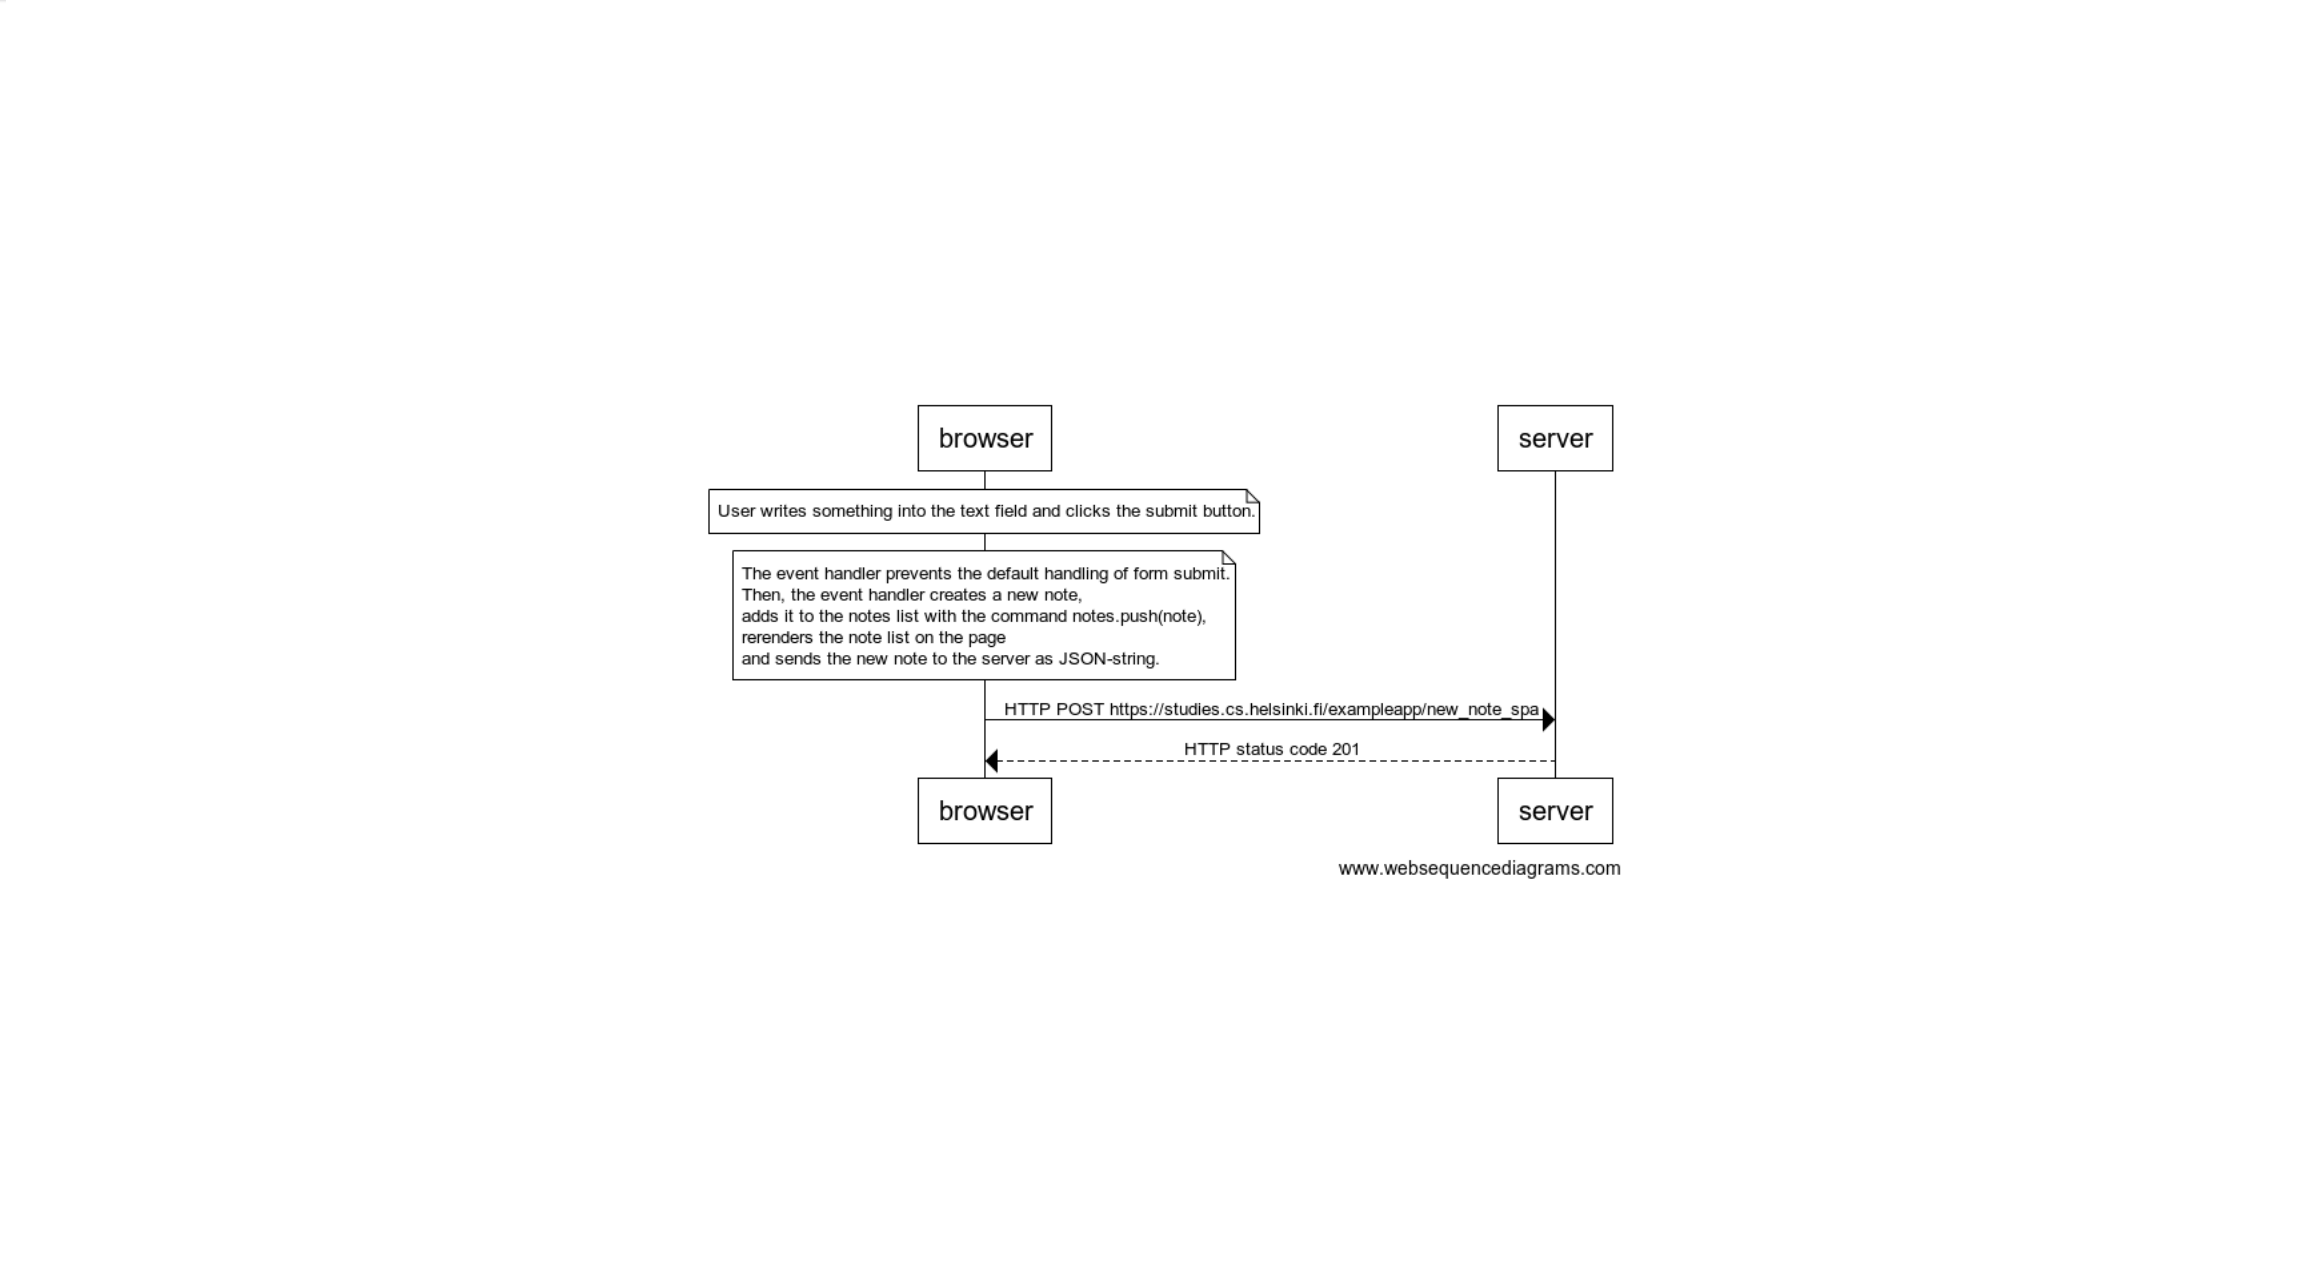 browser
server
User writes something into the text field and clicks the submit button.
The event handler prevents the default handling of form submit.
Then, the event handler creates a new note,
adds it to the notes list with the command notes.push(note),
rerenders the note list on the page
and sends the new note to the server as JSON-string.
HTTP POST https://studies.cs.helsinki.fi/exampleapp/new_note_spa
HTTP status code 201
browser
server
www.websequencediagrams.com